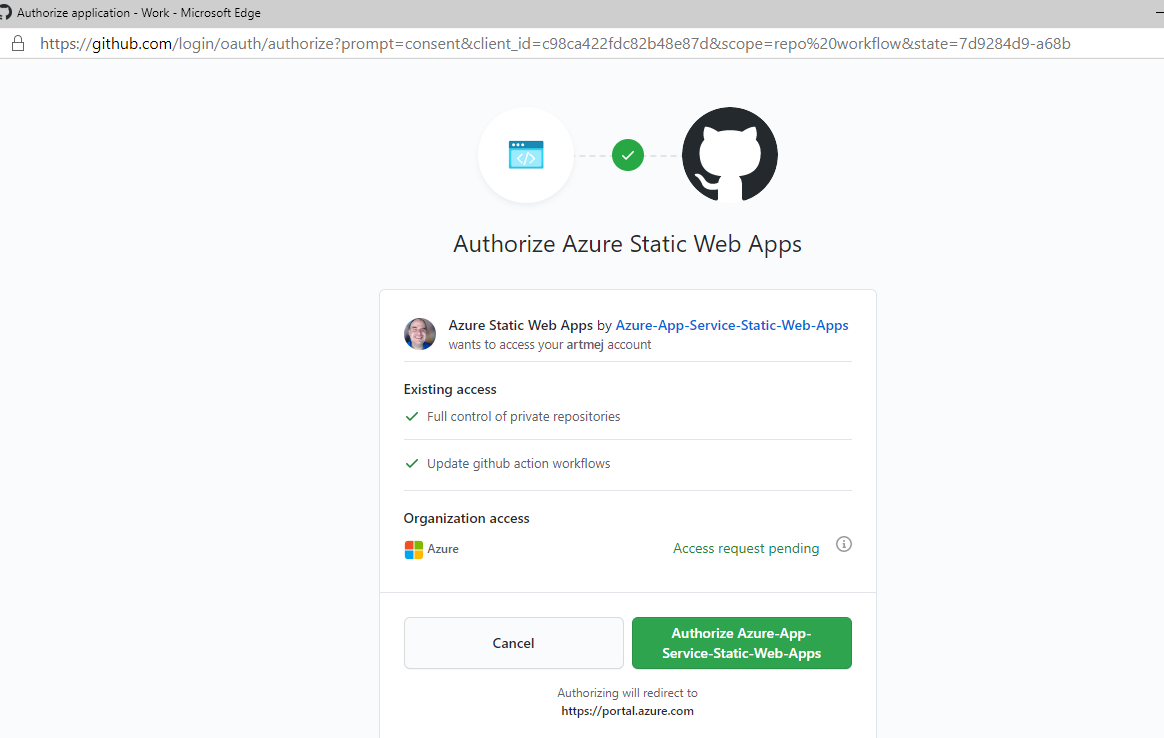 Authorize application - Work - Microsoft Edge
https://github.com/login/oauth/authorize?prompt=consent&client_id=c98ca422fdc82b48e87d&scope=repo%20workflow&state=7d9284d9-a68b
</>
Authorize Azure Static Web Apps
Azure Static Web Apps by Azure-App-Service-Static-Web-Apps
wants to access your artmej account
Existing access
Full control of private repositories
Update github action workflows
Organization access
Azure Access request pending
Cancel
Authorize Azure-App-
Service-Static-Web-Apps
Authorizing will redirect to
https://portal.azure.com